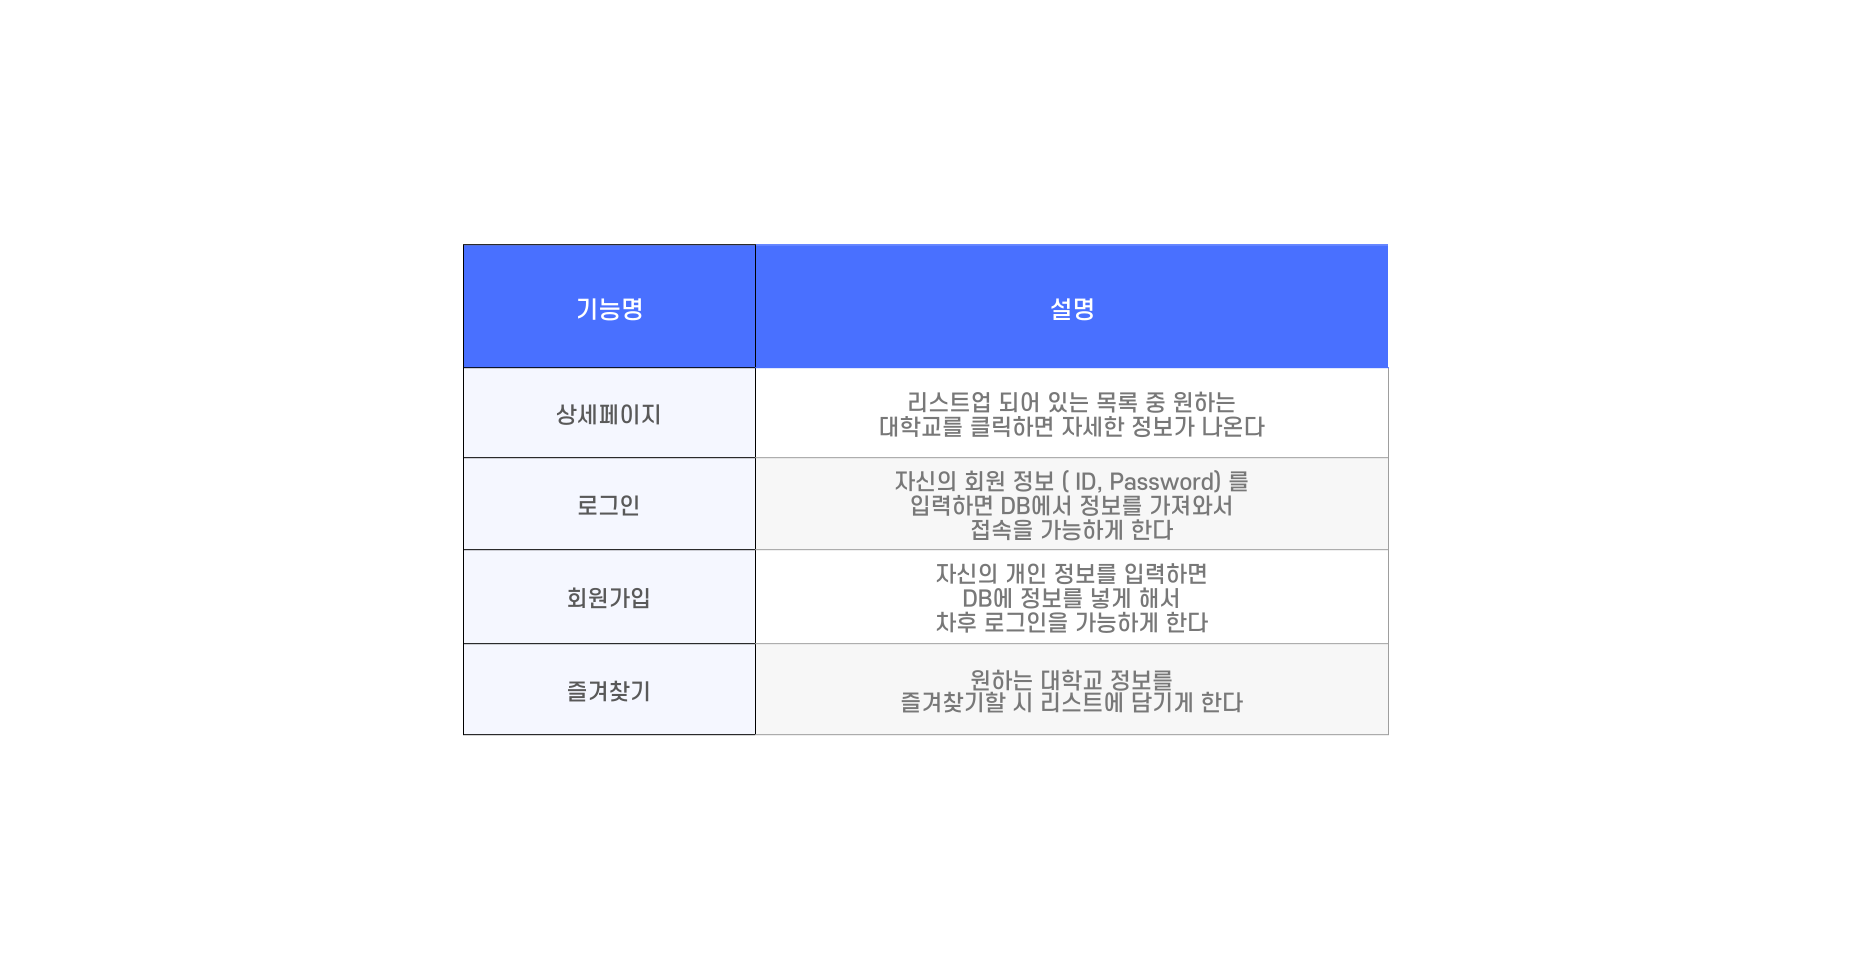 기능명
설명
상세페이지
리스트업 되어 있는 목록 중 원하는
대학교를 클릭하면 자세한 정보가 나온다
로그인
자신의 회원 정보 ( ID, Password) 를
입력하면 DB에서 정보를 가져와서
접속을 가능하게 한다
회원가입
자신의 개인 정보를 입력하면
DB에 정보를 넣게 해서
차후 로그인을 가능하게 한다
즐겨찾기
원하는 대학교 정보를
즐겨찾기할 시 리스트에 담기게 한다